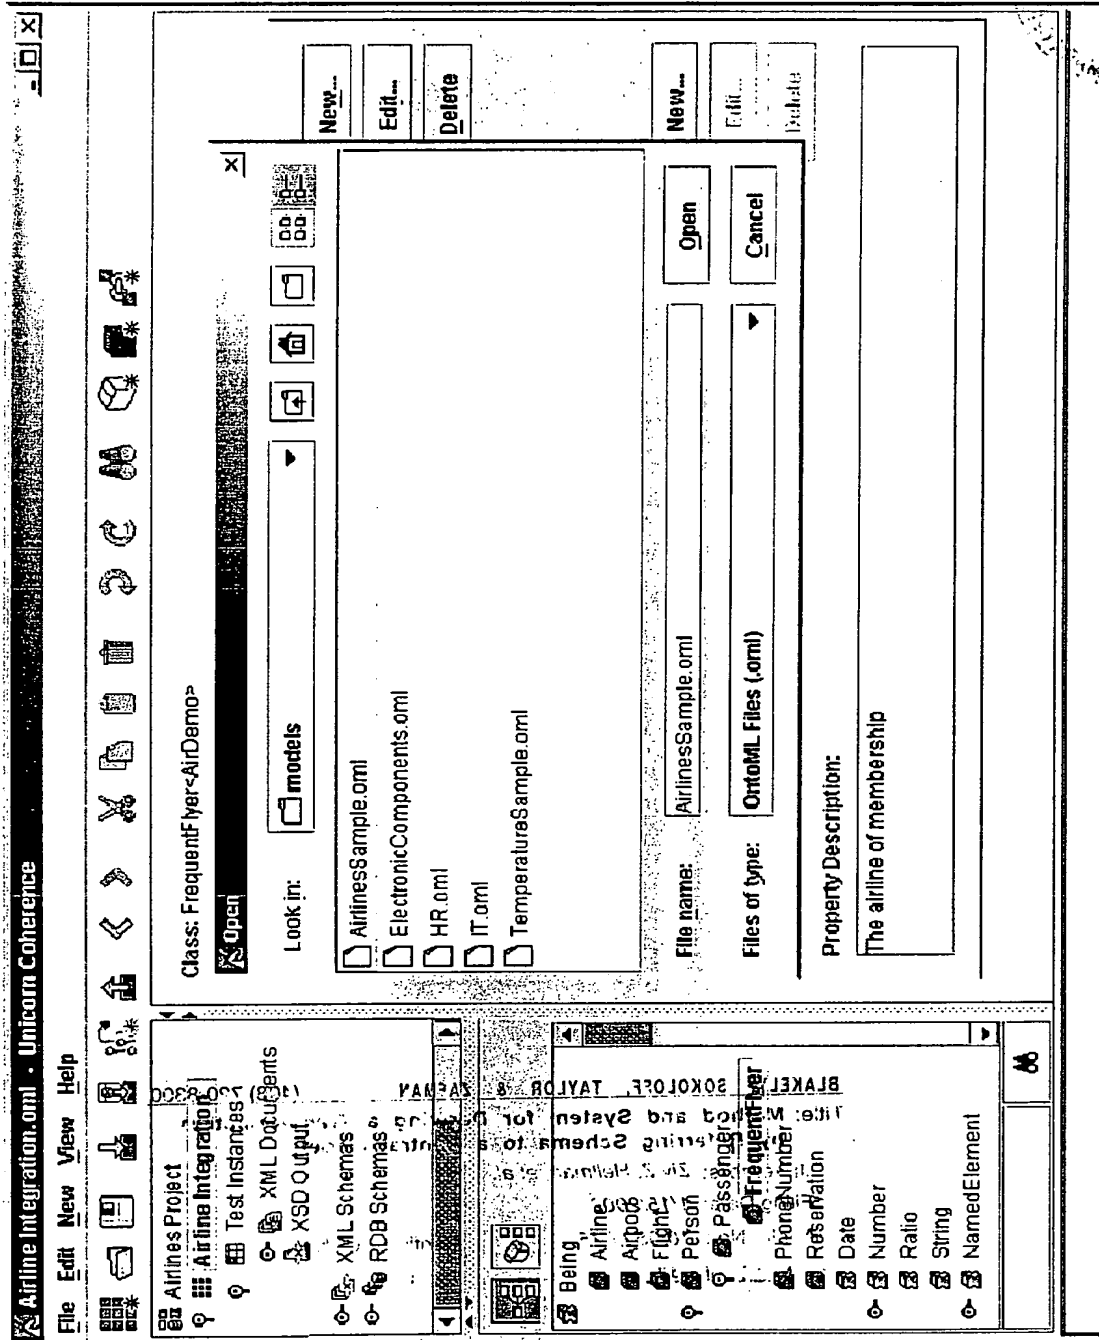 Airline Integration.oml - Unicorn Coherence
File Edit New View Help
Airlines Project
Airline Integration
Test Instances
XML Documents
XSD Output
XML Schemas
RDB Schemas
Being
Airline
Airport
Flight
Person
Passenger
FrequentFlyer
PhoneNumber
Reservation
Date
Number
Ratio
String
NamedElement
BLAKELY SOKOLOFF, TAYLOR & ZAFMAN
Title: Method and System for
Schema to a
Class: FrequentFlyer<AirDemo>
Open
Look in:
models
AirlinesSample.oml
ElectronicComponents.oml
HR.oml
IT.oml
TemperatureSample.oml
File name:
AirlinesSample.oml
Open
Files of type:
OntoML Files (.oml)
Cancel
New...
Edit...
Delete
New...
Edit...
Delete
Property Description:
The airline of membership